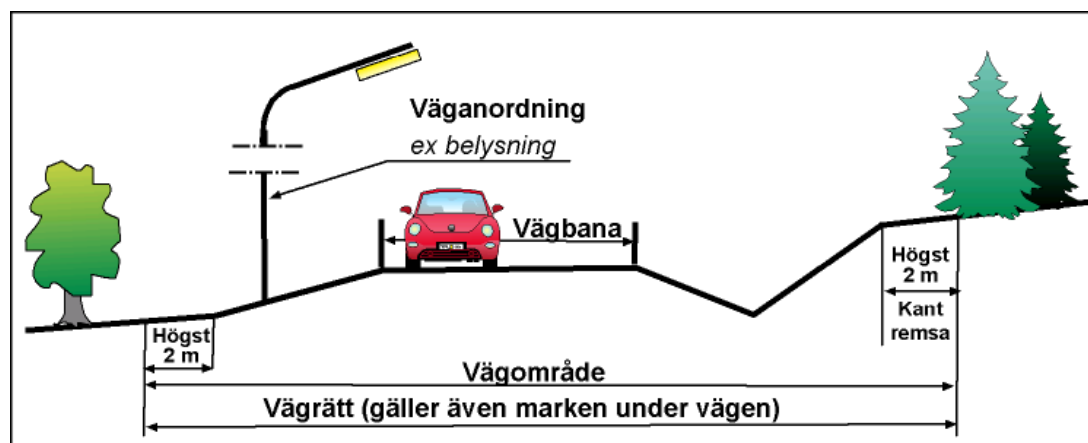 Väganordning
ex belysning
Vägbana
Högst
2 m
Kant
remsa
Högst
2 m
Vägområde
Vägrätt (gäller även marken under vägen)